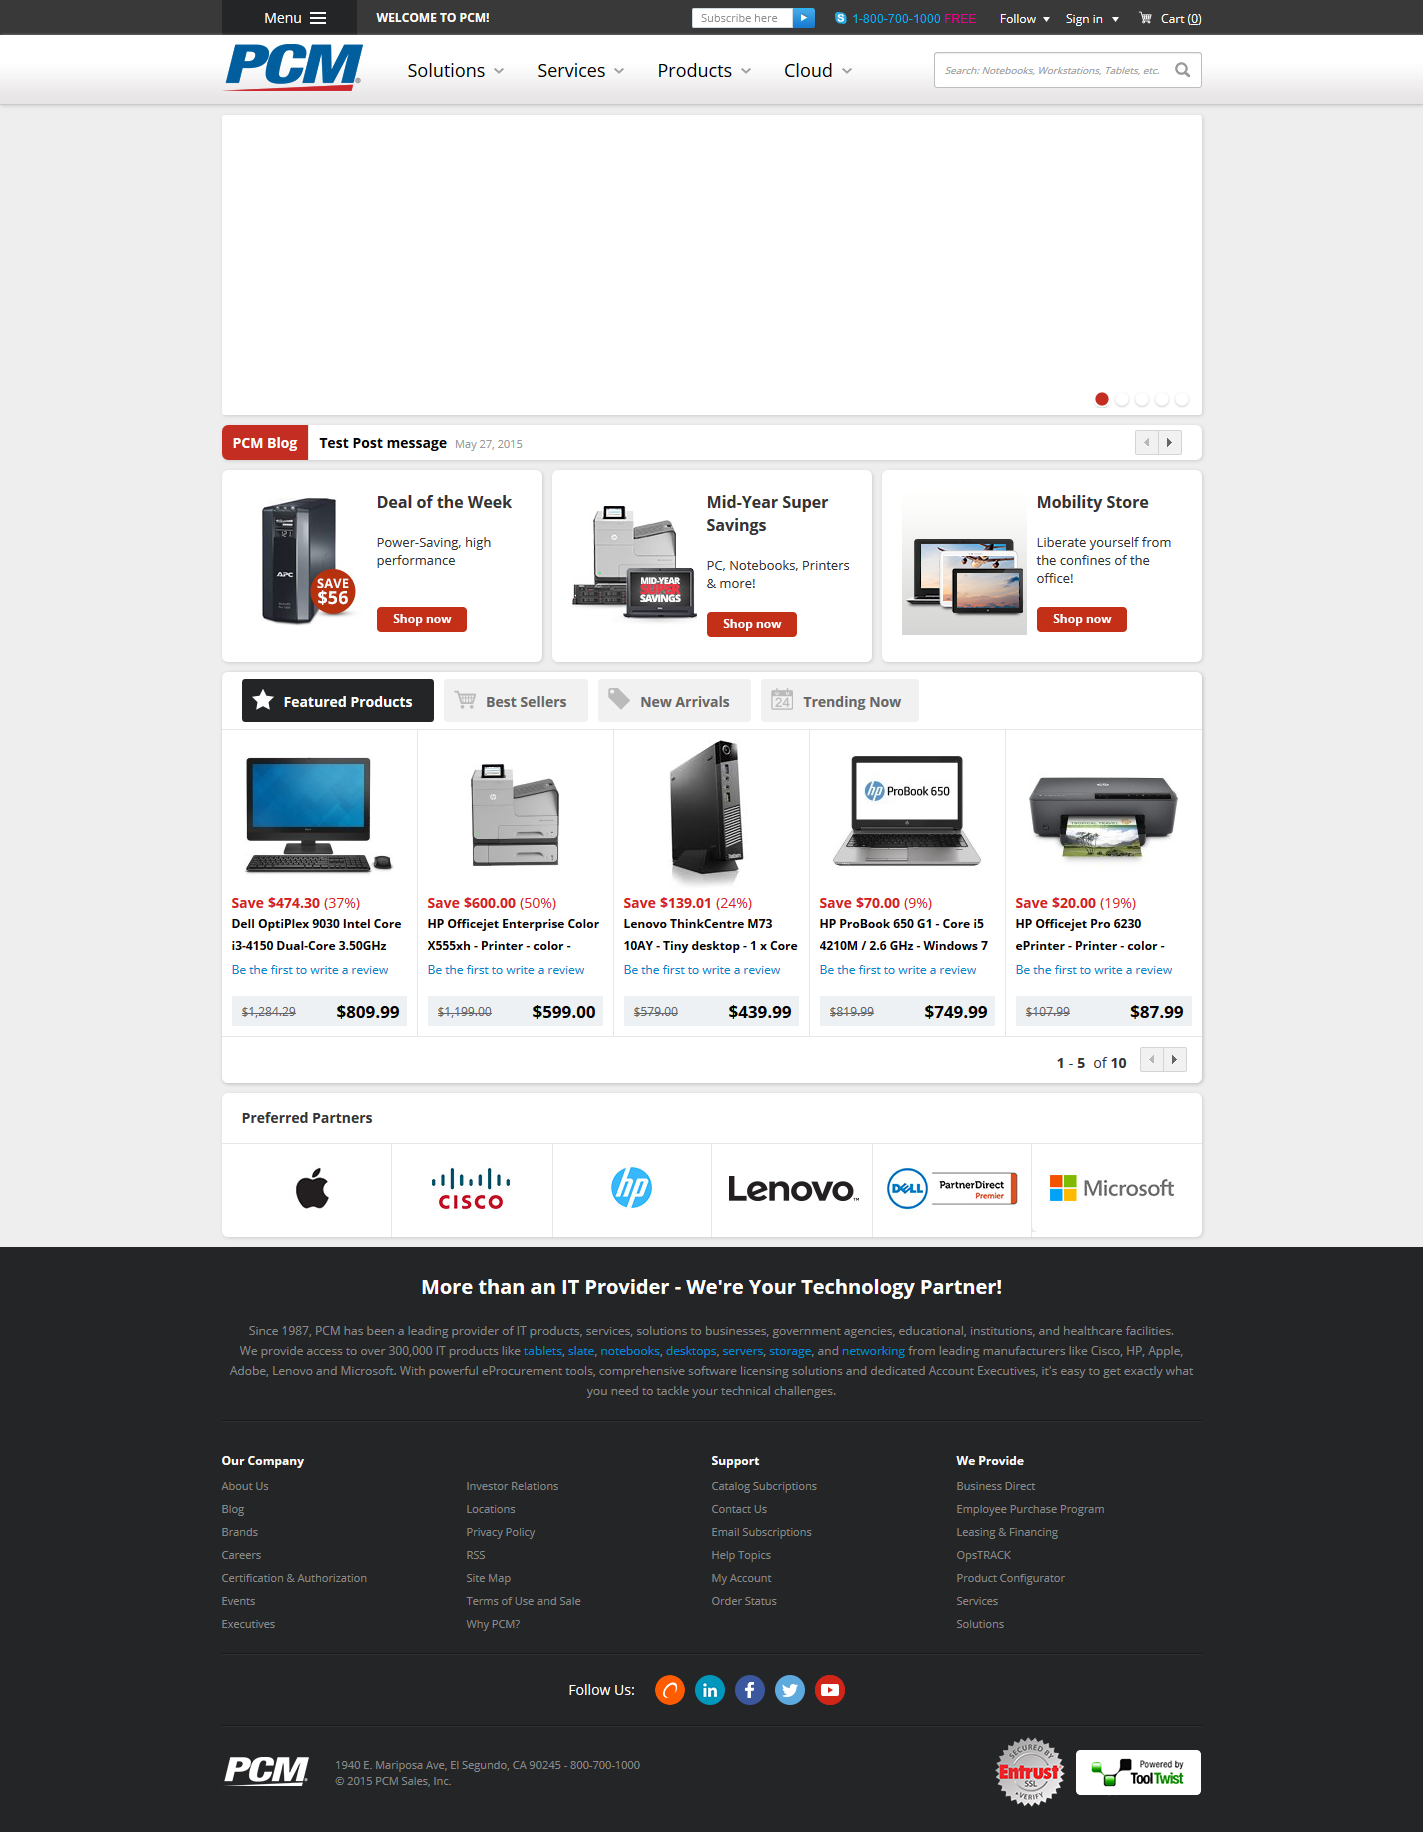 Menu
WELCOME TO PCM!
Subscribe here
1-800-700-1000 FREE
Follow
Sign in
Cart (0)
PCM
Solutions
Services
Products
Cloud
Search: Notebooks, Workstations, Tablets, etc.
PCM Blog
Test Post message
May 27, 2015
Deal of the Week
Power-Saving, high
performance
APC
SAVE
$56
Shop now
Mid-Year Super
Savings
PC, Notebooks, Printers
& more!
MID-YEAR
SUPER
SAVINGS
Shop now
Mobility Store
Liberate yourself from
the confines of the
office!
Shop now
Featured Products
Best Sellers
New Arrivals
24
Trending Now
hp ProBook 650
TROPICAL TRAVEL
Save $474.30 (37%)
Dell OptiPlex 9030 Intel Core
i3-4150 Dual-Core 3.50GHz
Be the first to write a review
$1,284.29
$809.99
Save $600.00 (50%)
HP Officejet Enterprise Color
X555xh - Printer - color -
Be the first to write a review
$1,199.00
$599.00
Save $139.01 (24%)
Lenovo ThinkCentre M73
10AY - Tiny desktop - 1 x Core
Be the first to write a review
$579.00
$439.99
Save $70.00 (9%)
HP ProBook 650 G1 - Core i5
4210M / 2.6 GHz - Windows 7
Be the first to write a review
$819.99
$749.99
Save $20.00 (19%)
HP Officejet Pro 6230
ePrinter - Printer - color -
Be the first to write a review
$107.99
$87.99
1 - 5 of 10
Preferred Partners
CISCO
hp
Lenovo™
DELL
PartnerDirect
Premier
Microsoft
More than an IT Provider - We're Your Technology Partner!
Since 1987, PCM has been a leading provider of IT products, services, solutions to businesses, government agencies, educational, institutions, and healthcare facilities.
We provide access to over 300,000 IT products like tablets, slate, notebooks, desktops, servers, storage, and networking from leading manufacturers like Cisco, HP, Apple,
Adobe, Lenovo and Microsoft. With powerful eProcurement tools, comprehensive software licensing solutions and dedicated Account Executives, it's easy to get exactly what
you need to tackle your technical challenges.
Our Company
About Us
Blog
Brands
Careers
Certification & Authorization
Events
Executives
Investor Relations
Locations
Privacy Policy
RSS
Site Map
Terms of Use and Sale
Why PCM?
Support
Catalog Subcriptions
Contact Us
Email Subscriptions
Help Topics
My Account
Order Status
We Provide
Business Direct
Employee Purchase Program
Leasing & Financing
OpsTRACK
Product Configurator
Services
Solutions
Follow Us:
PCM
1940 E. Mariposa Ave, El Segundo, CA 90245 - 800-700-1000
© 2015 PCM Sales, Inc.
SECURED BY
Entrust
SSL
VERIFY
Powered by
ToolTwist